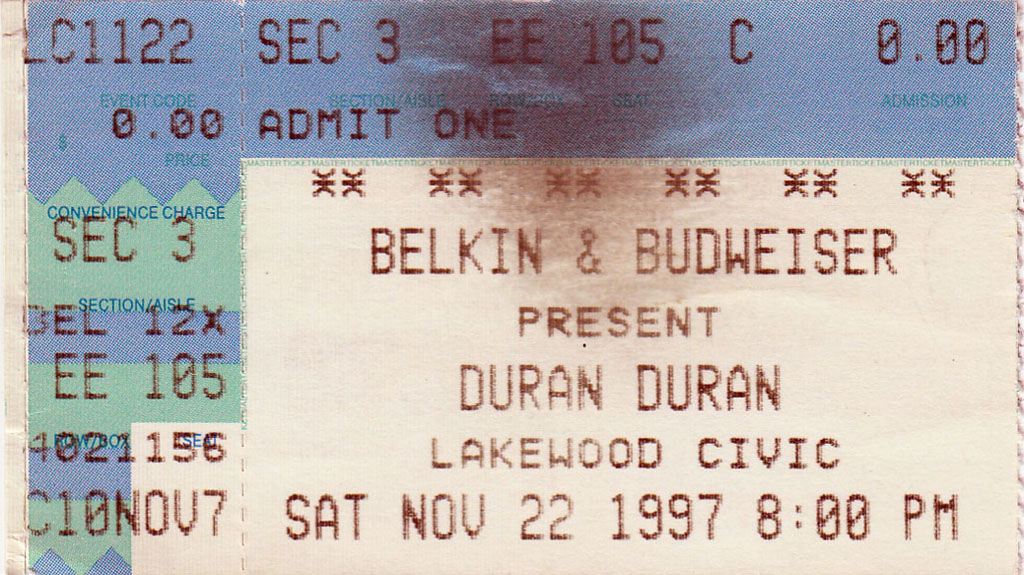 LC1122 SEC 3 EE 105 C 0.00
EVENT CODE SECTION/AISLE ROW/BOX SEAT ADMISSION
$ 0.00 ADMIT ONE
PRICE
MASTERTICKETMASTERTICKETMASTERTICKETMASTERTICKETMASTERTICKETMASTERTICKETMASTERTICKETMASTERTICKET
** ** ** ** ** **
CONVENIENCE CHARGE
SEC 3
BELKIN & BUDWEISER
SECTION/AISLE
BEL 12X
PRESENT
EE 105
DURAN DURAN
ROW/BOX SEAT
4021156
LAKEWOOD CIVIC
C10NOV7
SAT NOV 22 1997 8:00 PM